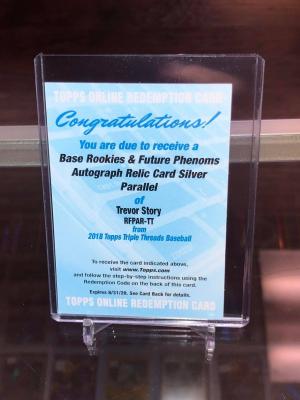 TOPPS ONLINE REDEMPTION CARD
Congratulations!
You are due to receive a
Base Rookies & Future Phenoms
Autograph Relic Card Silver
Parallel
of
Trevor Story
RFPAR-TT
from
2018 Topps Triple Threads Baseball
To receive the card indicated above,
visit www.Topps.com
and follow the step-by-step instructions using the
Redemption Code on the back of this card.
Expires 8/31/20. See Card Back for details.
TOPPS ONLINE REDEMPTION CARD